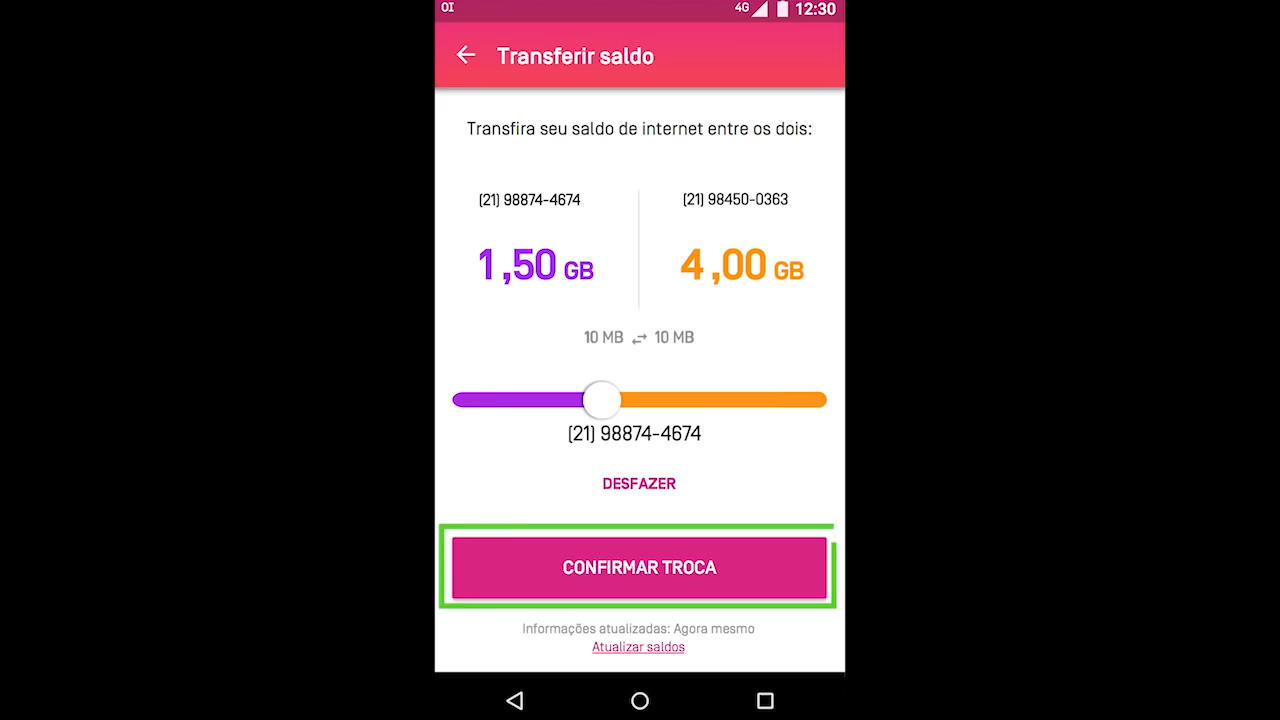 OI 4G 12:30
Transferir saldo
Transfira seu saldo de internet entre os dois:
(21) 98874-4674 (21) 98450-0363
1,50 GB 4,00 GB
10 MB 10 MB
(21) 98874-4674
DESFAZER
CONFIRMAR TROCA
Informações atualizadas: Agora mesmo
Atualizar saldos